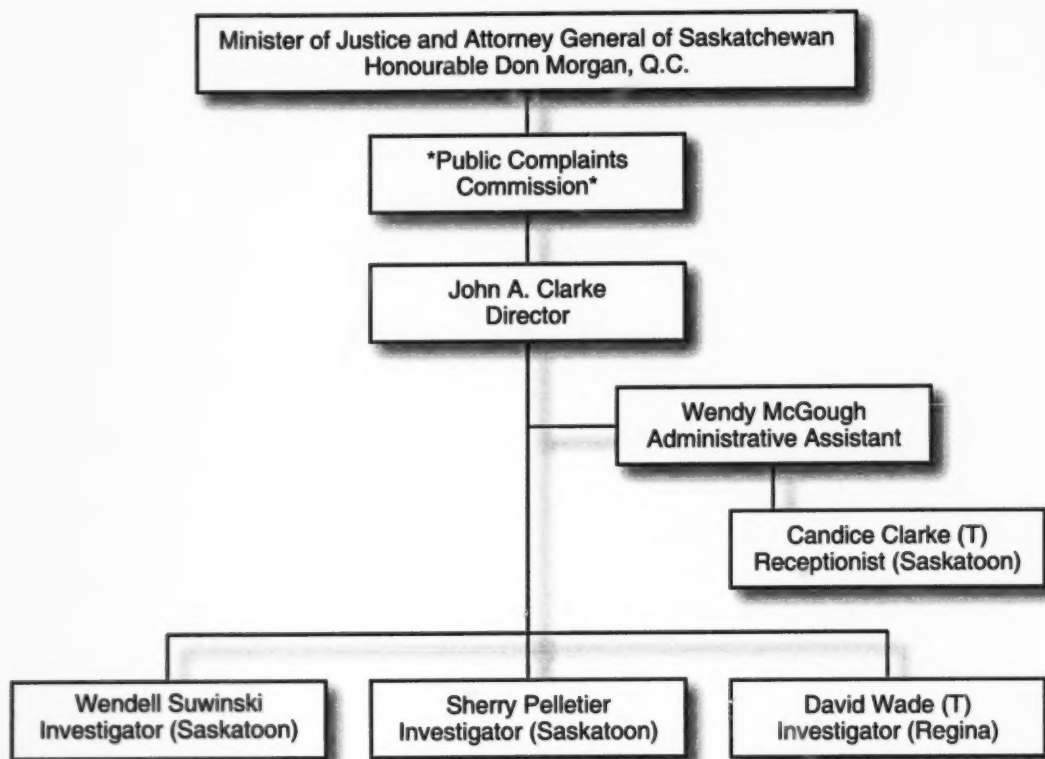 Minister of Justice and Attorney General of Saskatchewan
Honourable Don Morgan, Q.C.
*Public Complaints
Commission*
John A. Clarke
Director
Wendy McGough
Administrative Assistant
Candice Clarke (T)
Receptionist (Saskatoon)
Wendell Suwinski
Investigator (Saskatoon)
Sherry Pelletier
Investigator (Saskatoon)
David Wade (T)
Investigator (Regina)